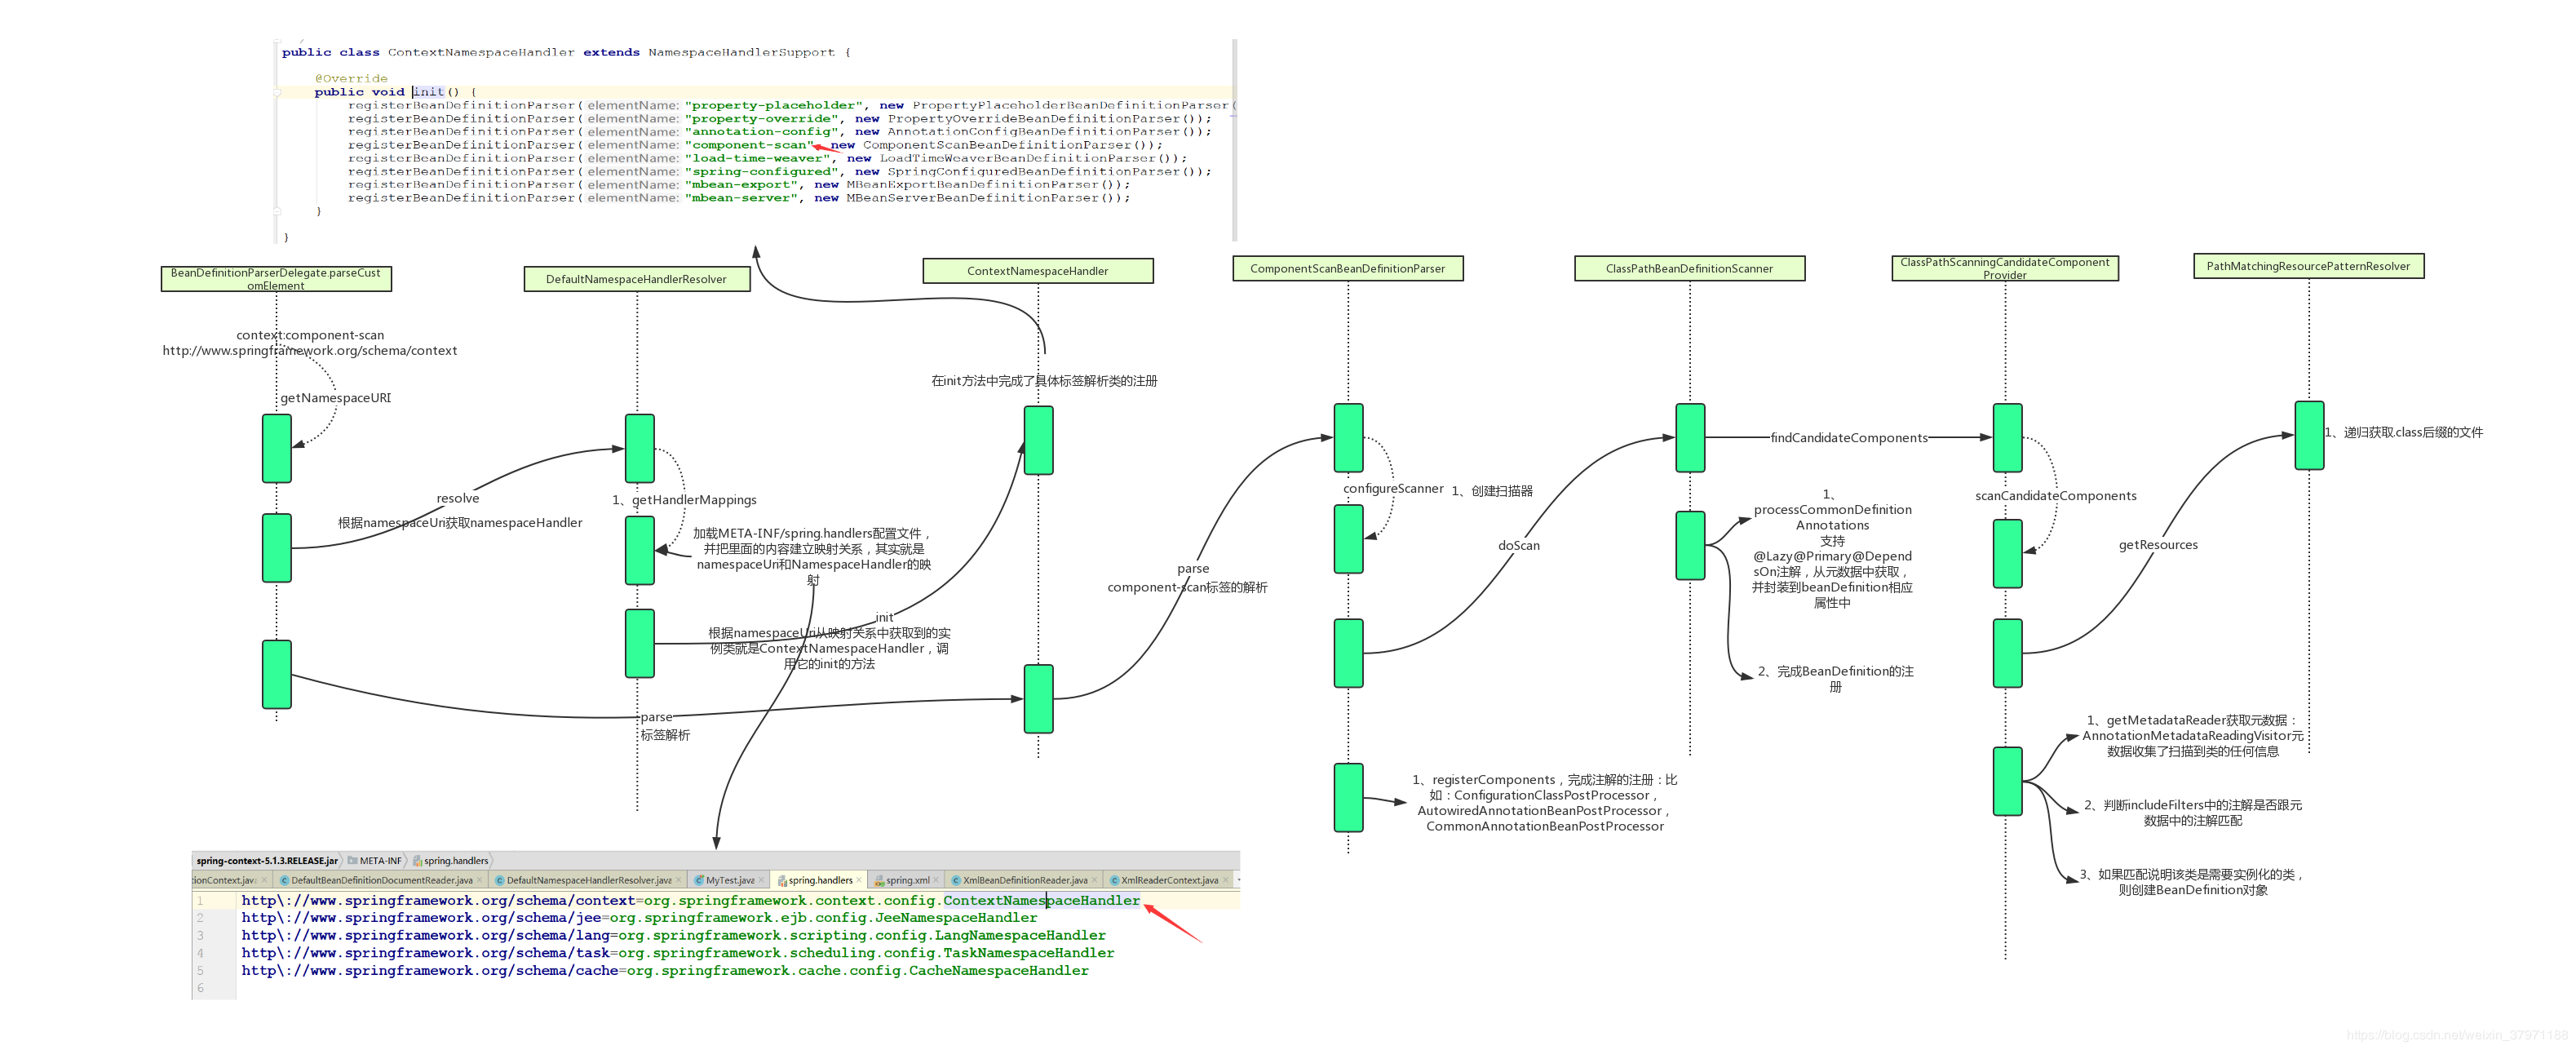 public class ContextNamespaceHandler extends NamespaceHandlerSupport {
@Override
public void init() {
registerBeanDefinitionParser( elementName: "property-placeholder", new PropertyPlaceholderBeanDefinitionParser(
registerBeanDefinitionParser( elementName: "property-override", new PropertyOverrideBeanDefinitionParser());
registerBeanDefinitionParser( elementName: "annotation-config", new AnnotationConfigBeanDefinitionParser());
registerBeanDefinitionParser( elementName: "component-scan", new ComponentScanBeanDefinitionParser());
registerBeanDefinitionParser( elementName: "load-time-weaver", new LoadTimeWeaverBeanDefinitionParser());
registerBeanDefinitionParser( elementName: "spring-configured", new SpringConfiguredBeanDefinitionParser());
registerBeanDefinitionParser( elementName: "mbean-export", new MBeanExportBeanDefinitionParser());
registerBeanDefinitionParser( elementName: "mbean-server", new MBeanServerBeanDefinitionParser());
}
}
BeanDefinitionParserDelegate.parseCust
omElement
DefaultNamespaceHandlerResolver
ContextNamespaceHandler
ComponentScanBeanDefinitionParser
ClassPathBeanDefinitionScanner
ClassPathScanningCandidateComponent
Provider
PathMatchingResourcePatternResolver
context:component-scan
http://www.springframework.org/schema/context
getNamespaceURI
resolve
根据namespaceUri获取namespaceHandler
1、getHandlerMappings
加载META-INF/spring.handlers配置文件，
并把里面的内容建立映射关系，其实就是
namespaceUri和NamespaceHandler的映
射
init
根据namespaceUri从映射关系中获取到的实
例类就是ContextNamespaceHandler，调
用它的init的方法
parse
标签解析
在init方法中完成了具体标签解析类的注册
parse
component-scan标签的解析
configureScanner
1、创建扫描器
doScan
1、registerComponents，完成注解的注册：比
如：ConfigurationClassPostProcessor，
AutowiredAnnotationBeanPostProcessor，
CommonAnnotationBeanPostProcessor
findCandidateComponents
1、
processCommonDefinition
Annotations
支持
@Lazy@Primary@Depend
sOn注解，从元数据中获取，
并封装到beanDefinition相应
属性中
2、完成BeanDefinition的注
册
scanCandidateComponents
getResources
1、递归获取.class后缀的文件
1、getMetadataReader获取元数据：
AnnotationMetadataReadingVisitor元
数据收集了扫描到类的任何信息
2、判断includeFilters中的注解是否跟元
数据中的注解匹配
3、如果匹配说明该类是需要实例化的类，
则创建BeanDefinition对象
spring-context-5.1.3.RELEASE.jar META-INF spring.handlers
tionContext.java DefaultBeanDefinitionDocumentReader.java DefaultNamespaceHandlerResolver.java MyTest.java spring.handlers spring.xml XmlBeanDefinitionReader.java XmlReaderContext.java
1 http\://www.springframework.org/schema/context=org.springframework.context.config.ContextNamespaceHandler
2 http\://www.springframework.org/schema/jee=org.springframework.ejb.config.JeeNamespaceHandler
3 http\://www.springframework.org/schema/lang=org.springframework.scripting.config.LangNamespaceHandler
4 http\://www.springframework.org/schema/task=org.springframework.scheduling.config.TaskNamespaceHandler
5 http\://www.springframework.org/schema/cache=org.springframework.cache.config.CacheNamespaceHandler
6
https://blog.csdn.net/weixin_37971188